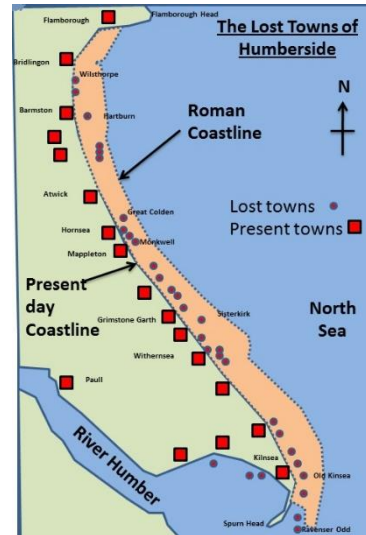 The Lost Towns of
Humberside
Flamborough
Flamborough Head
N
Bridlington
Wilsthorpe
Barmston
Hartburn
Roman
Coastline
Atwick
Great Colden
Lost towns
Present towns
Hornsea
Monkwell
Mappleton
Present
day
Coastline
Sisterkirk
Grimstone Garth
North
Sea
Withernsea
Paull
River Humber
Kilnsea
Old Kinsea
Spurn Head
Ravenser Odd